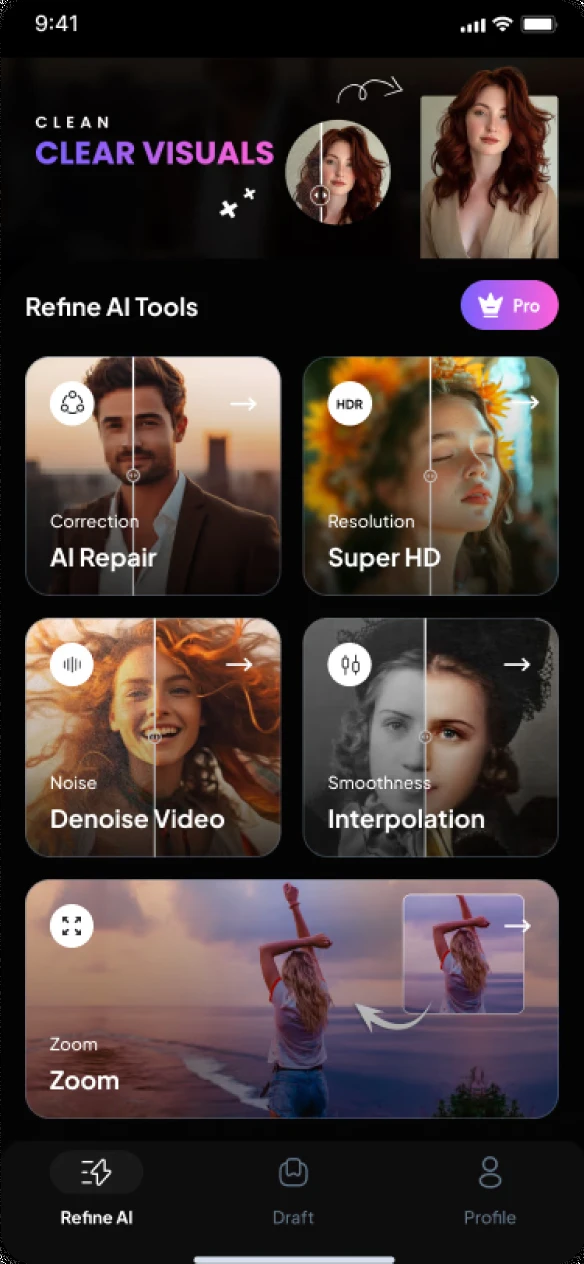 9:41
CLEAN
CLEAR VISUALS
Refine AI Tools
Pro
HDR
Correction
AI Repair
Resolution
Super HD
Noise
Denoise Video
Smoothness
Interpolation
Zoom
Zoom
Refine AI
Draft
Profile